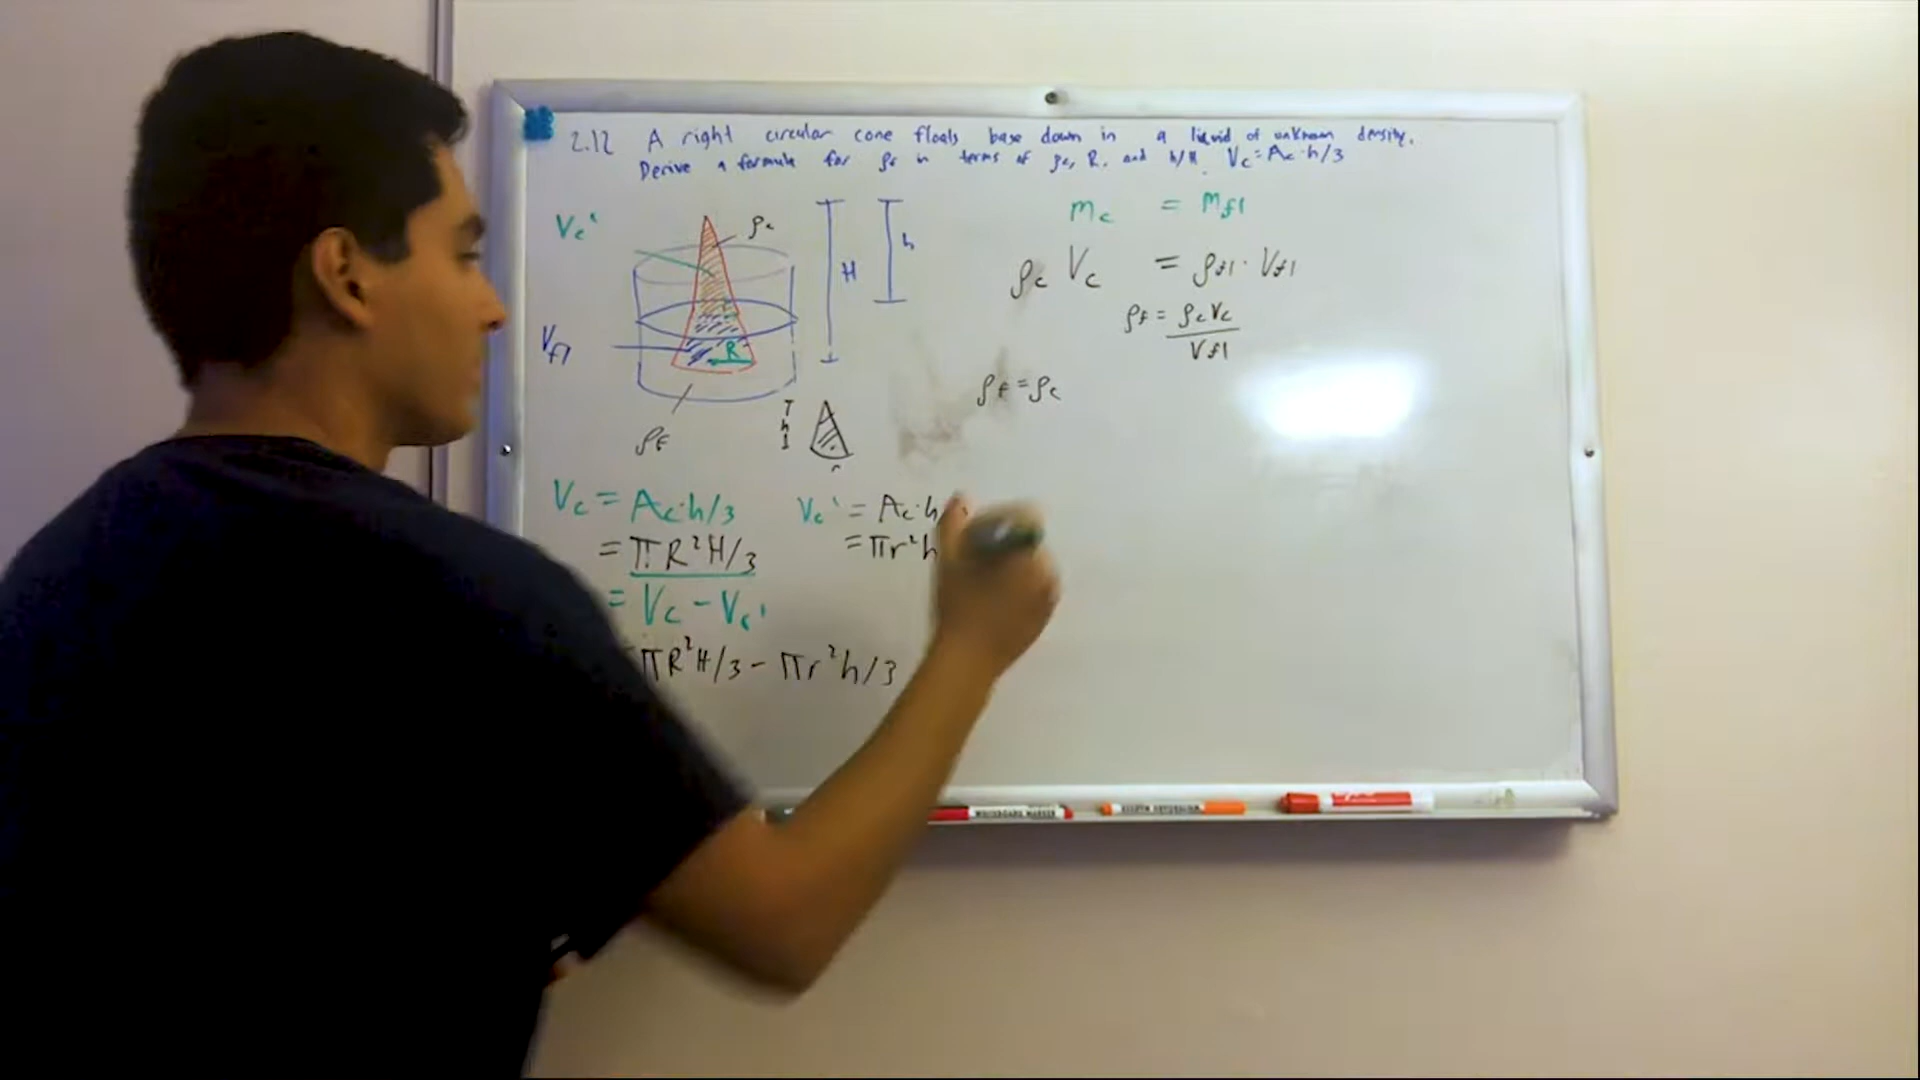 2.12 A right circular cone floats base down in a liquid of unknown density.
Derive a formula for ρf in terms of ρc, R, and h/H. Vc = Ac·h/3
Vc'
ρc
H
h
Vfl
R
ρf
h
r
mc = mfl
ρc Vc = ρfl · Vfl
ρf = ρcVc
Vfl
ρf = ρc
Vc = Ac·h/3
= πR²H/3
= Vc - Vc'
πR²H/3 - πr²h/3
Vc' = Ac·h
= πr²h
WHITEBOARD MARKER